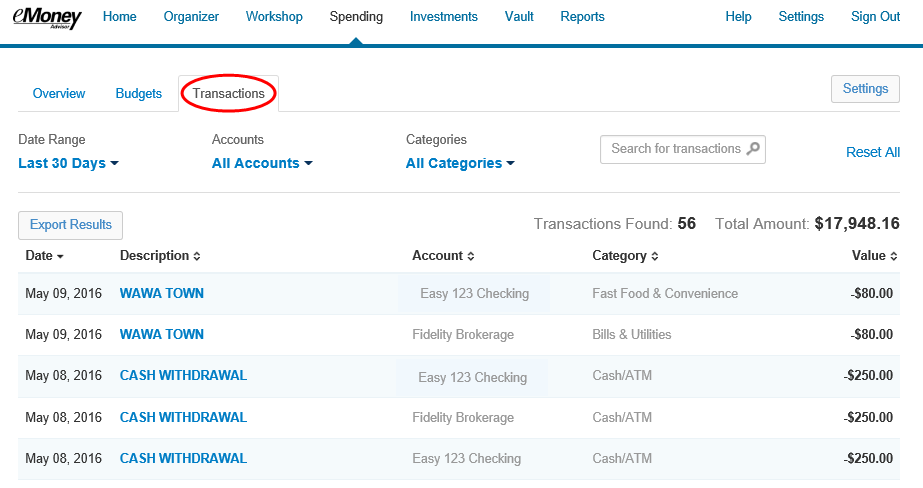 eMoney Advisor Home Organizer Workshop Spending Investments Vault Reports Help Settings Sign Out
Overview Budgets Transactions Settings
Date Range Accounts Categories
Last 30 Days All Accounts All Categories Search for transactions Reset All
Export Results Transactions Found: 56 Total Amount: $17,948.16
Date Description Account Category Value
May 09, 2016 WAWA TOWN Easy 123 Checking Fast Food & Convenience -$80.00
May 09, 2016 WAWA TOWN Fidelity Brokerage Bills & Utilities -$80.00
May 08, 2016 CASH WITHDRAWAL Easy 123 Checking Cash/ATM -$250.00
May 08, 2016 CASH WITHDRAWAL Fidelity Brokerage Cash/ATM -$250.00
May 08, 2016 CASH WITHDRAWAL Easy 123 Checking Cash/ATM -$250.00